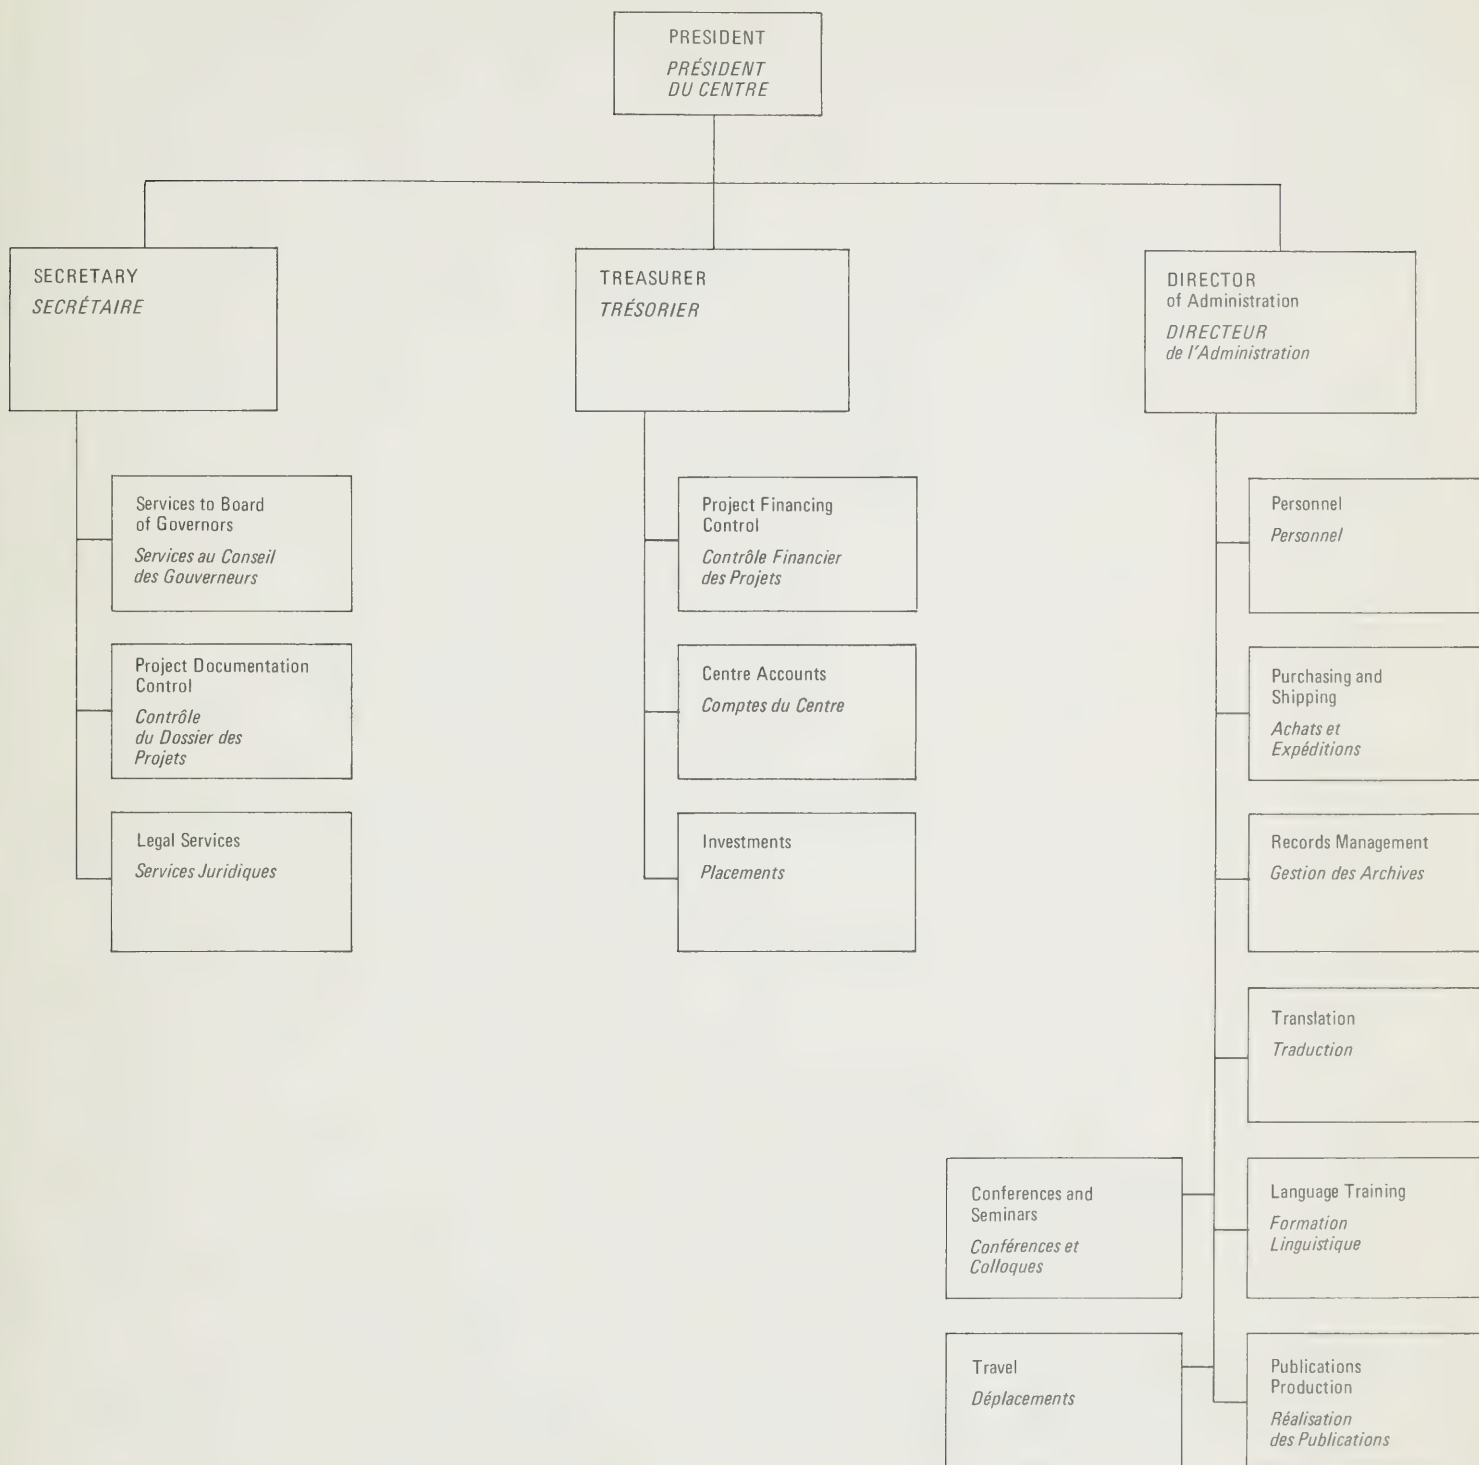 PRESIDENT
PRÉSIDENT
DU CENTRE
SECRETARY
SECRÉTAIRE
TREASURER
TRÉSORIER
DIRECTOR
of Administration
DIRECTEUR
de l'Administration
Services to Board
of Governors
Services au Conseil
des Gouverneurs
Project Documentation
Control
Contrôle
du Dossier des
Projets
Legal Services
Services Juridiques
Project Financing
Control
Contrôle Financier
des Projets
Centre Accounts
Comptes du Centre
Investments
Placements
Personnel
Personnel
Purchasing and
Shipping
Achats et
Expéditions
Records Management
Gestion des Archives
Translation
Traduction
Conferences and
Seminars
Conférences et
Colloques
Language Training
Formation
Linguistique
Travel
Déplacements
Publications
Production
Réalisation
des Publications